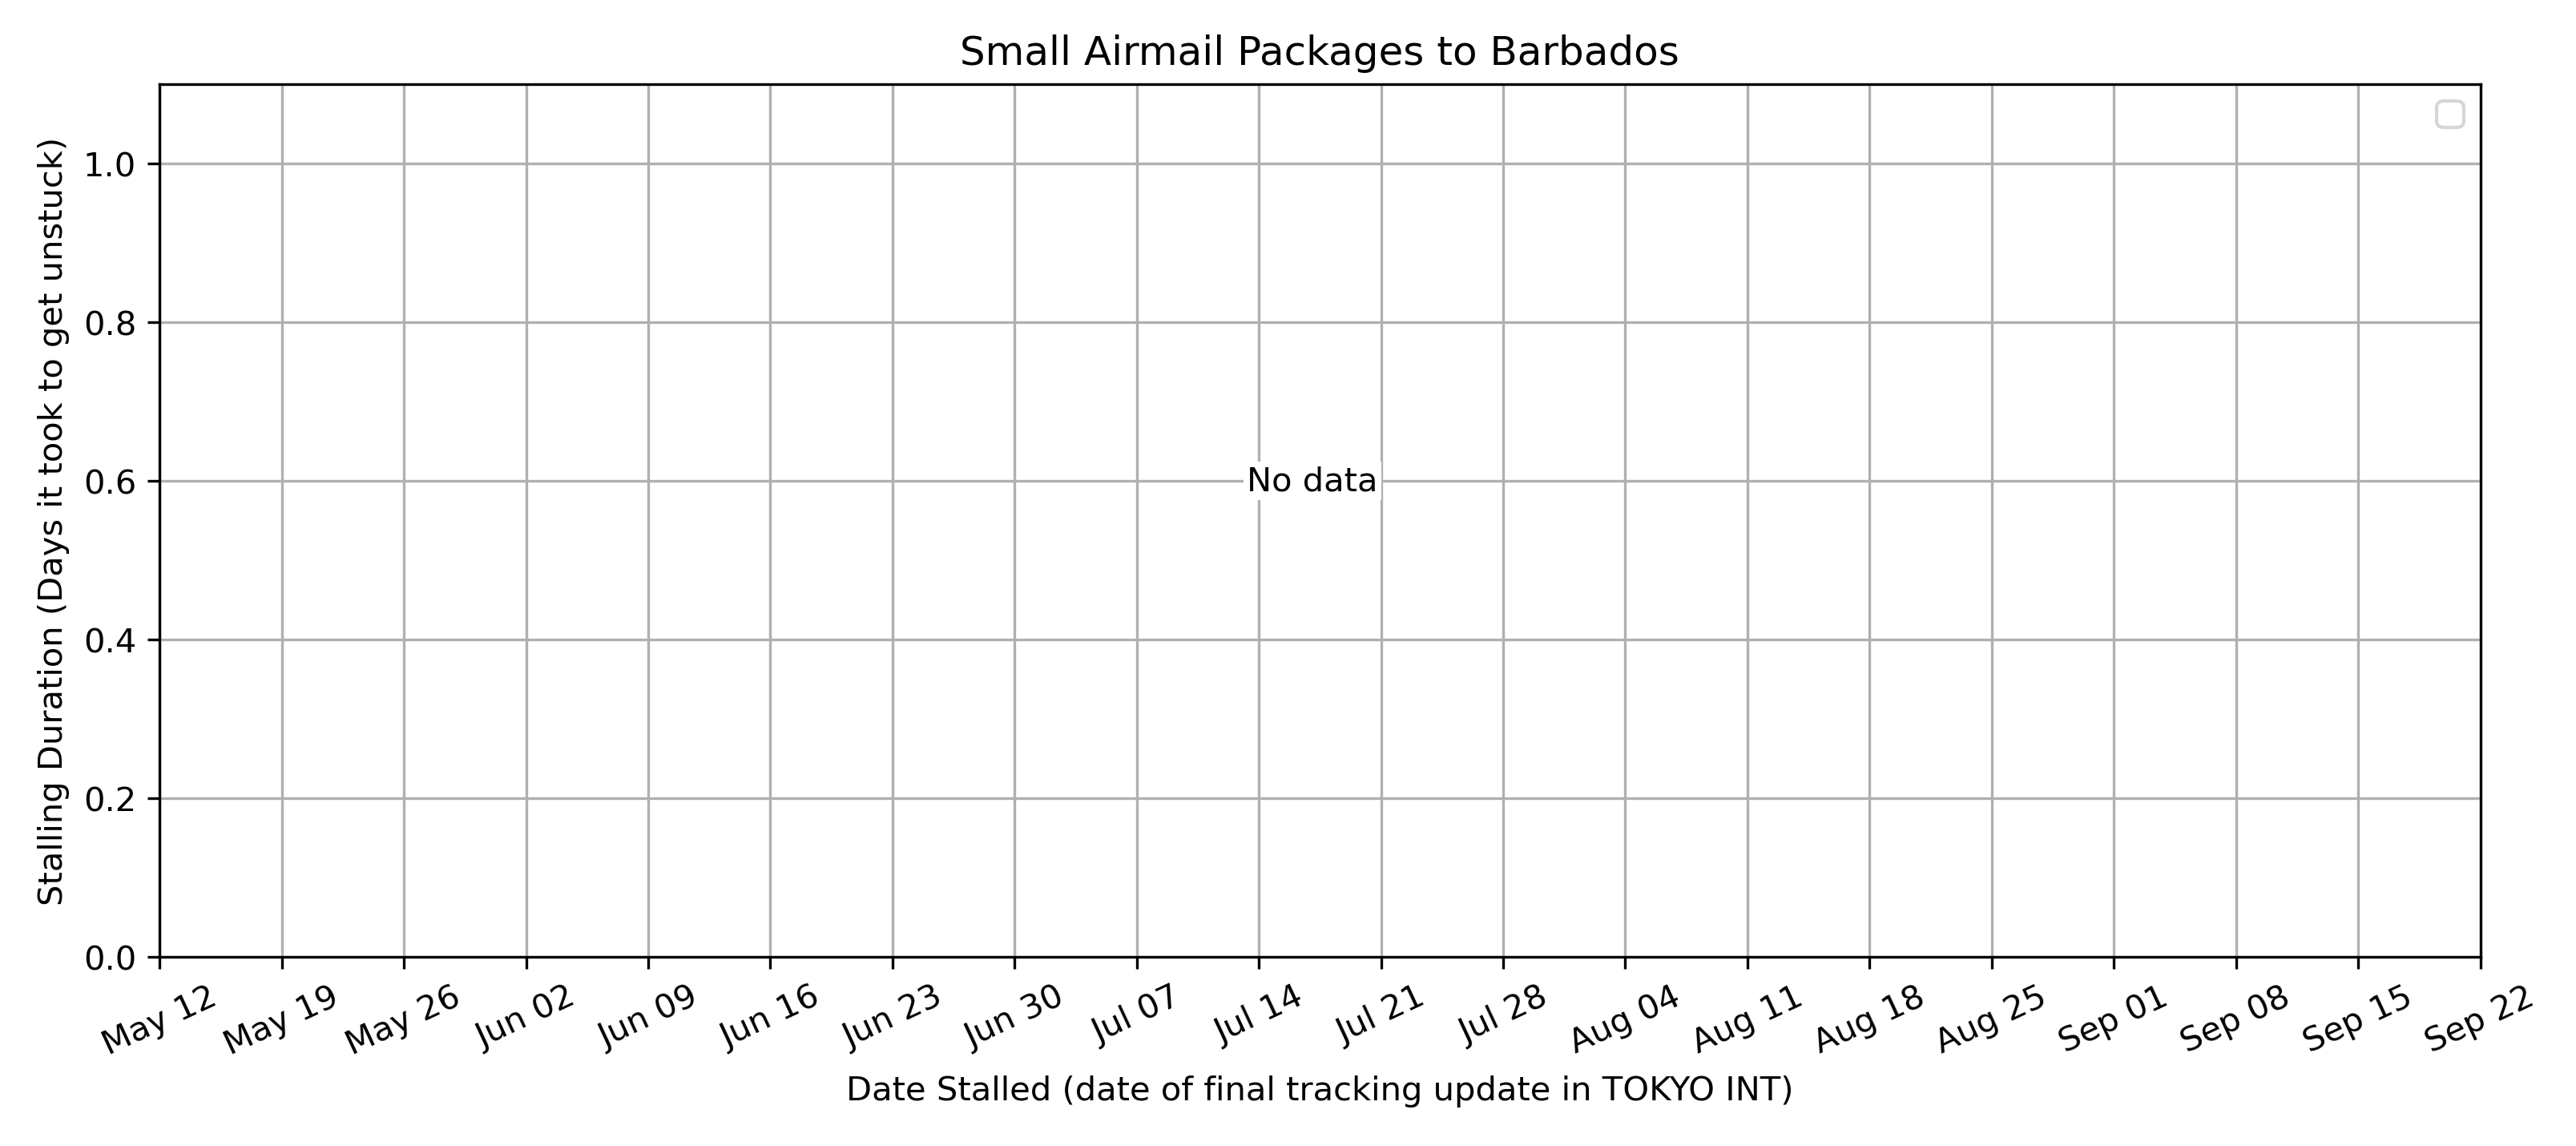 Small Airmail Packages to Barbados
Stalling Duration (Days it took to get unstuck)
1.0
0.8
0.6
0.4
0.2
0.0
No data
May 12
May 19
May 26
Jun 02
Jun 09
Jun 16
Jun 23
Jun 30
Jul 07
Jul 14
Jul 21
Jul 28
Aug 04
Aug 11
Aug 18
Aug 25
Sep 01
Sep 08
Sep 15
Sep 22
Date Stalled (date of final tracking update in TOKYO INT)